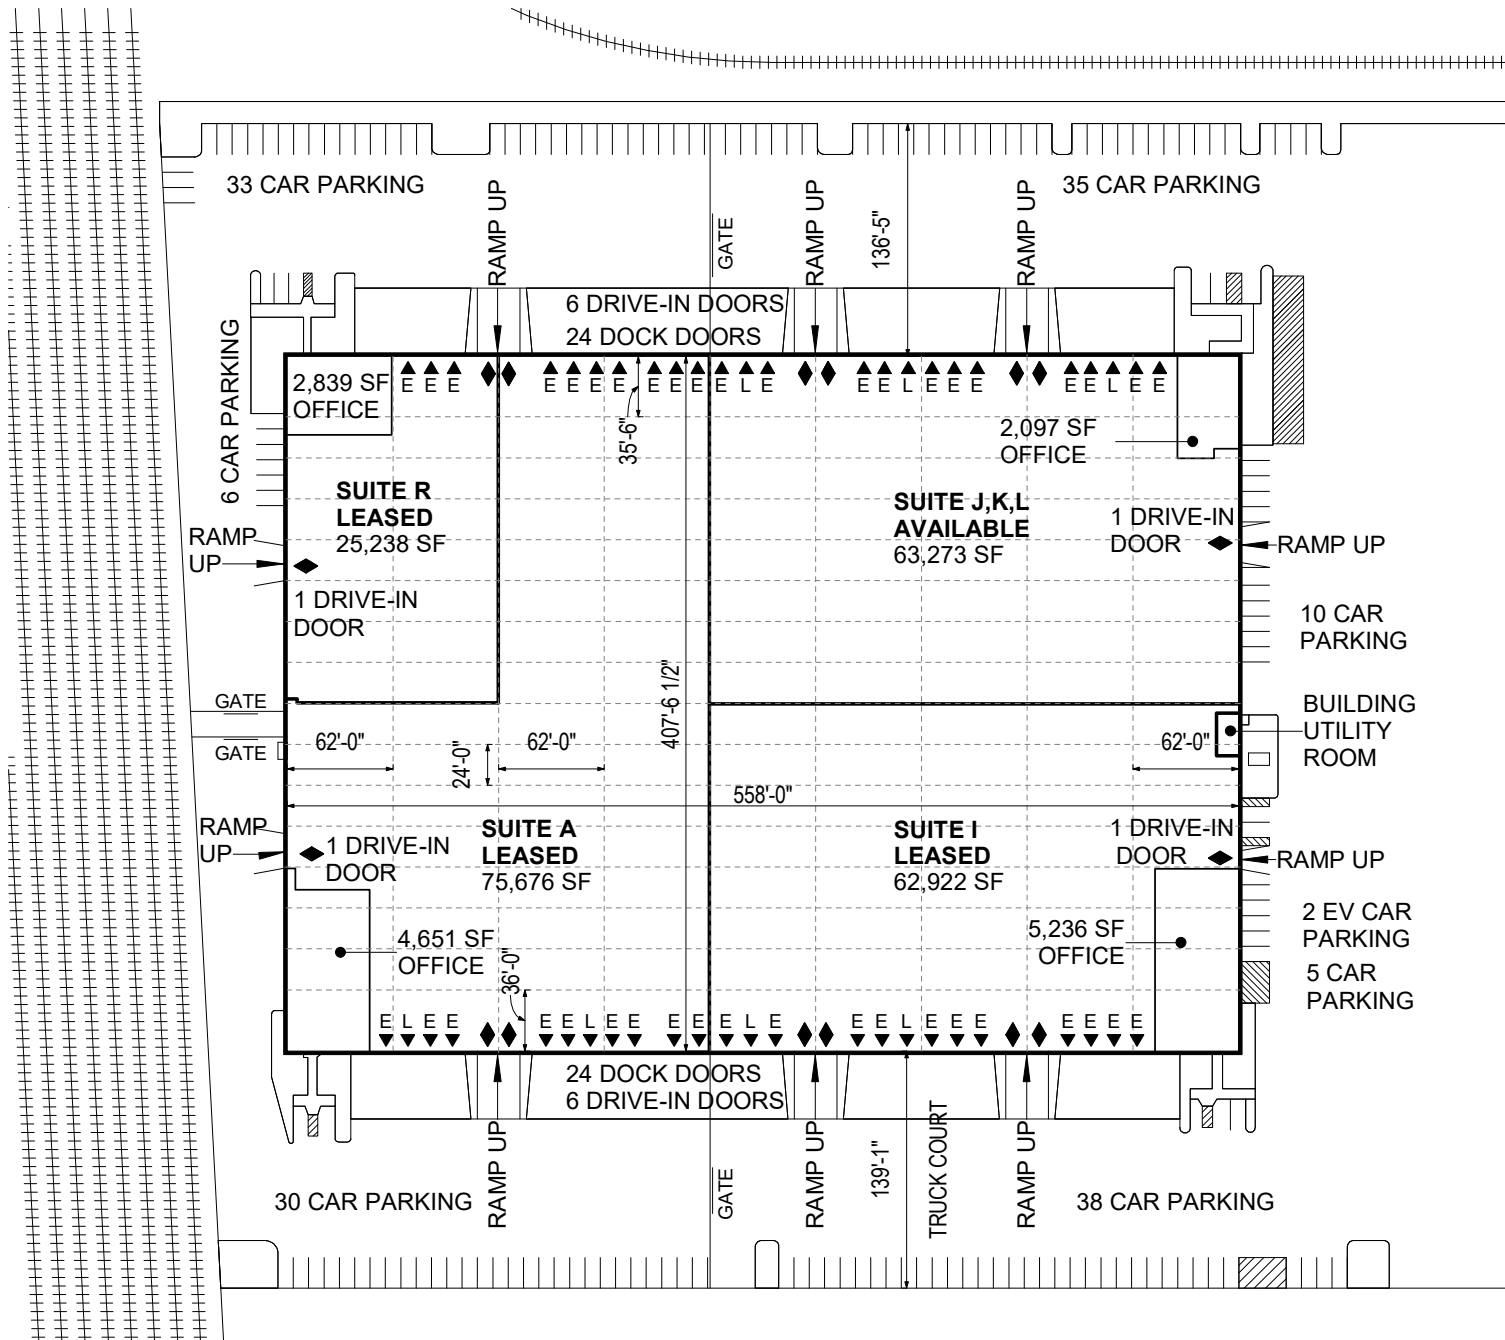 33 CAR PARKING
35 CAR PARKING
RAMP UP
GATE
RAMP UP
136'-5"
RAMP UP
6 DRIVE-IN DOORS
24 DOCK DOORS
6 CAR PARKING
2,839 SF
OFFICE
E E E
E E E E E E E E L E
E E L E E E
E E L E E
35'-6"
2,097 SF
OFFICE
SUITE R
LEASED
25,238 SF
SUITE J,K,L
AVAILABLE
63,273 SF
1 DRIVE-IN
DOOR
RAMP UP
RAMP
UP
1 DRIVE-IN
DOOR
10 CAR
PARKING
GATE
GATE
407'-6 1/2"
BUILDING
UTILITY
ROOM
62'-0"
24'-0"
62'-0"
62'-0"
558'-0"
RAMP
UP
1 DRIVE-IN
DOOR
SUITE A
LEASED
75,676 SF
SUITE I
LEASED
62,922 SF
1 DRIVE-IN
DOOR
RAMP UP
2 EV CAR
PARKING
5 CAR
PARKING
4,651 SF
OFFICE
36'-0"
5,236 SF
OFFICE
E L E E
E E L E E E E E L E
E E L E E E
E E E E
24 DOCK DOORS
6 DRIVE-IN DOORS
RAMP UP
GATE
RAMP UP
139'-1"
TRUCK COURT
RAMP UP
30 CAR PARKING
38 CAR PARKING